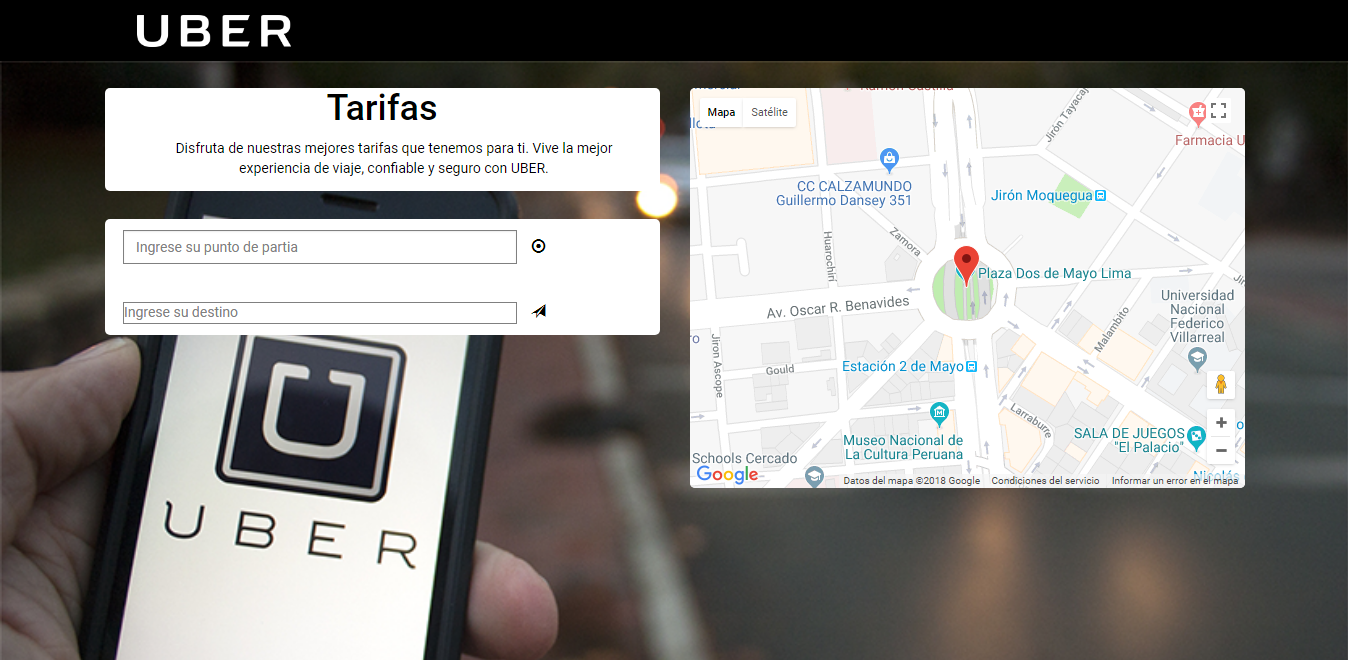 UBER
Tarifas
Disfruta de nuestras mejores tarifas que tenemos para ti. Vive la mejor
experiencia de viaje, confiable y seguro con UBER.
Ingrese su punto de partia
Ingrese su destino
U
UBER
Ramón Castilla
Mapa
Satélite
Jirón Tayacaja
Farmacia U
CC CALZAMUNDO
Guillermo Dansey 351
Jirón Moquegua
Huarochirí
Zamora
Plaza Dos de Mayo Lima
Av. Oscar R. Benavides
Universidad
Nacional
Federico
Villarreal
Malambito
Jiron Ascope
Gould
Estación 2 de Mayo
Larraburre
SALA DE JUEGOS
"El Palacio"
Museo Nacional de
La Cultura Peruana
Schools Cercado
Nicolás
Google
Datos del mapa ©2018 Google
Condiciones del servicio
Informar un error en el mapa